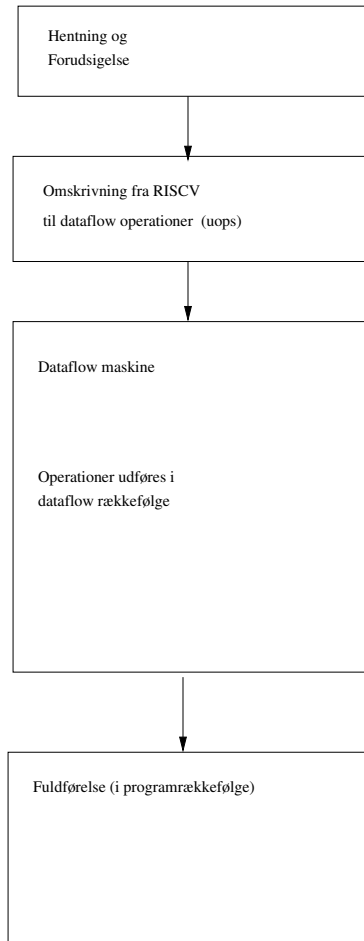 Hentning og
Forudsigelse
Omskrivning fra RISCV
til dataflow operationer (uops)
Dataflow maskine
Operationer udføres i
dataflow rækkefølge
Fuldførelse (i programrækkefølge)